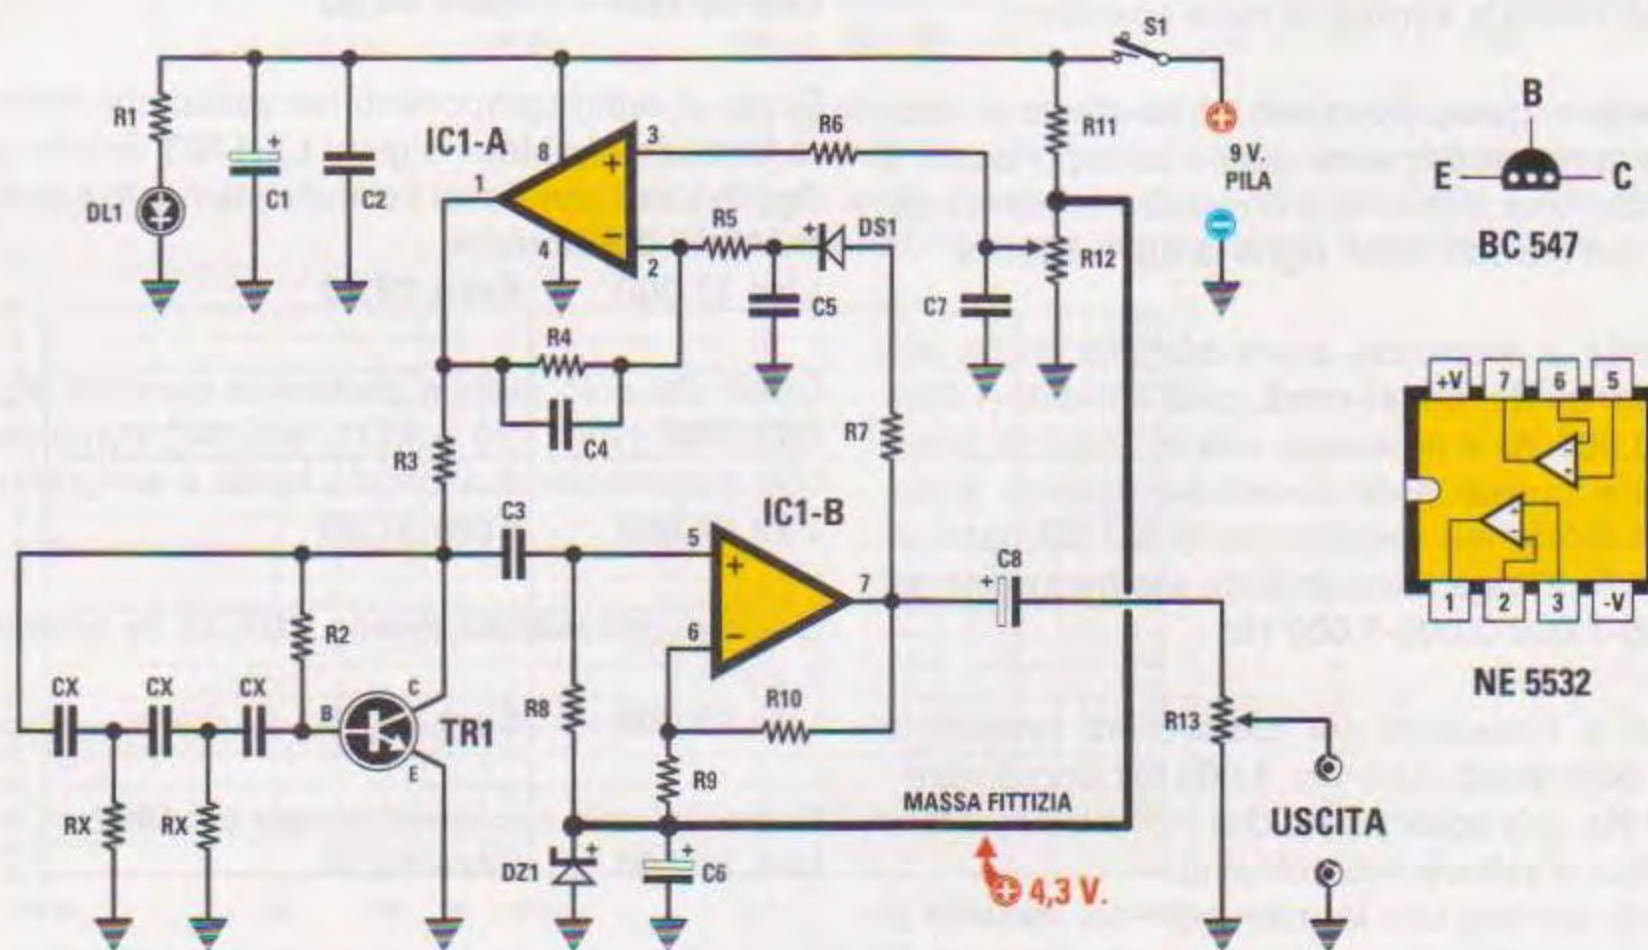 S1
R1
DL1
C1
+
C2
IC1-A
8
3
+
1
4
−
2
R6
R5
+
DS1
C5
C7
R11
R12
9 V.
PILA
+
−
B
E
C
BC 547
R4
C4
R3
R7
C3
IC1-B
5
+
7
6
−
C8
+
R2
CX
CX
CX
B
C
E
TR1
RX
RX
R8
R9
R10
R13
MASSA FITTIZIA
DZ1
+
C6
+
+ 4,3 V.
USCITA
+V
7
6
5
1
2
3
-V
NE 5532